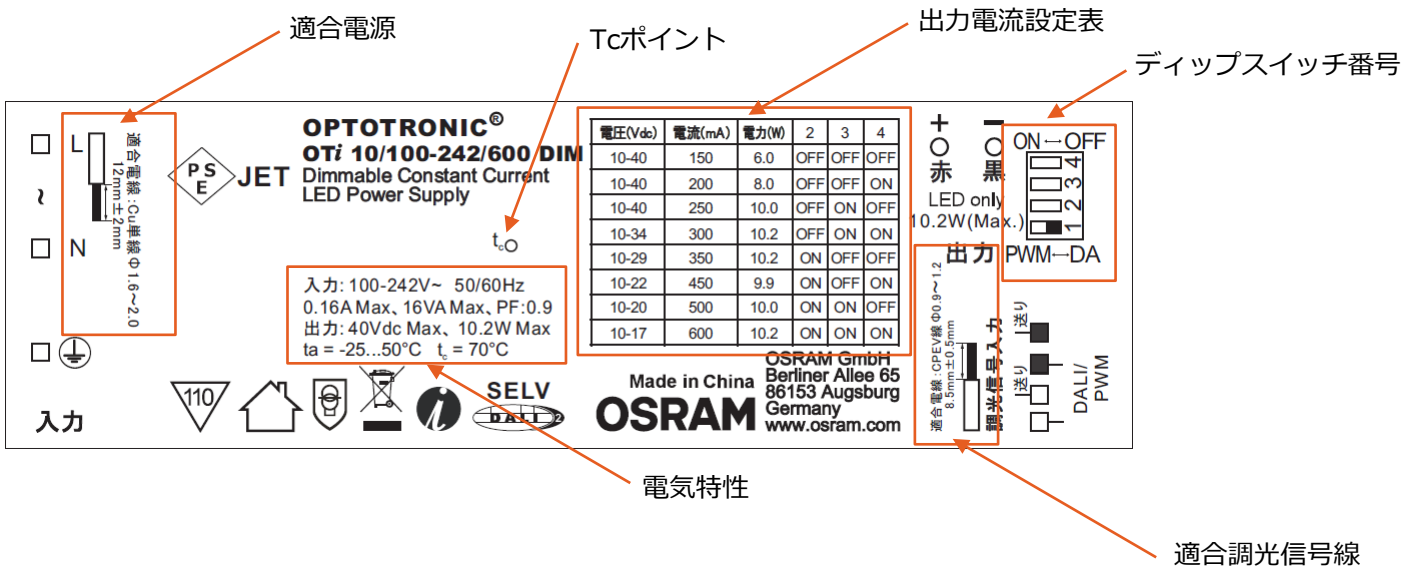 適合電源
Tcポイント
出力電流設定表
ディップスイッチ番号
L
N
~
入力
適合電線:Cu単線Φ1.6~2.0
12mm±2mm
PS
E
JET
OPTOTRONIC®
OTi 10/100-242/600 DIM
Dimmable Constant Current
LED Power Supply
tc
入力: 100-242V~ 50/60Hz
0.16A Max、16VA Max、PF:0.9
出力: 40Vdc Max、10.2W Max
ta = -25...50°C tc = 70°C
110
SELV
DALI 2
電圧(Vdc) 電流(mA) 電力(W) 2 3 4
10-40 150 6.0 OFF OFF OFF
10-40 200 8.0 OFF OFF ON
10-40 250 10.0 OFF ON OFF
10-34 300 10.2 OFF ON ON
10-29 350 10.2 ON OFF OFF
10-22 450 9.9 ON OFF ON
10-20 500 10.0 ON ON OFF
10-17 600 10.2 ON ON ON
Made in China
OSRAM
OSRAM GmbH
Berliner Allee 65
86153 Augsburg
Germany
www.osram.com
+ −
赤 黒
LED only
10.2W(Max.)
出力
ON↔OFF
4
3
2
1
PWM↔DA
適合電線:CPEV線Φ0.9~1.2
8.5mm±0.5mm
調光信号入力
送り
送り
DALI/
PWM
電気特性
適合調光信号線